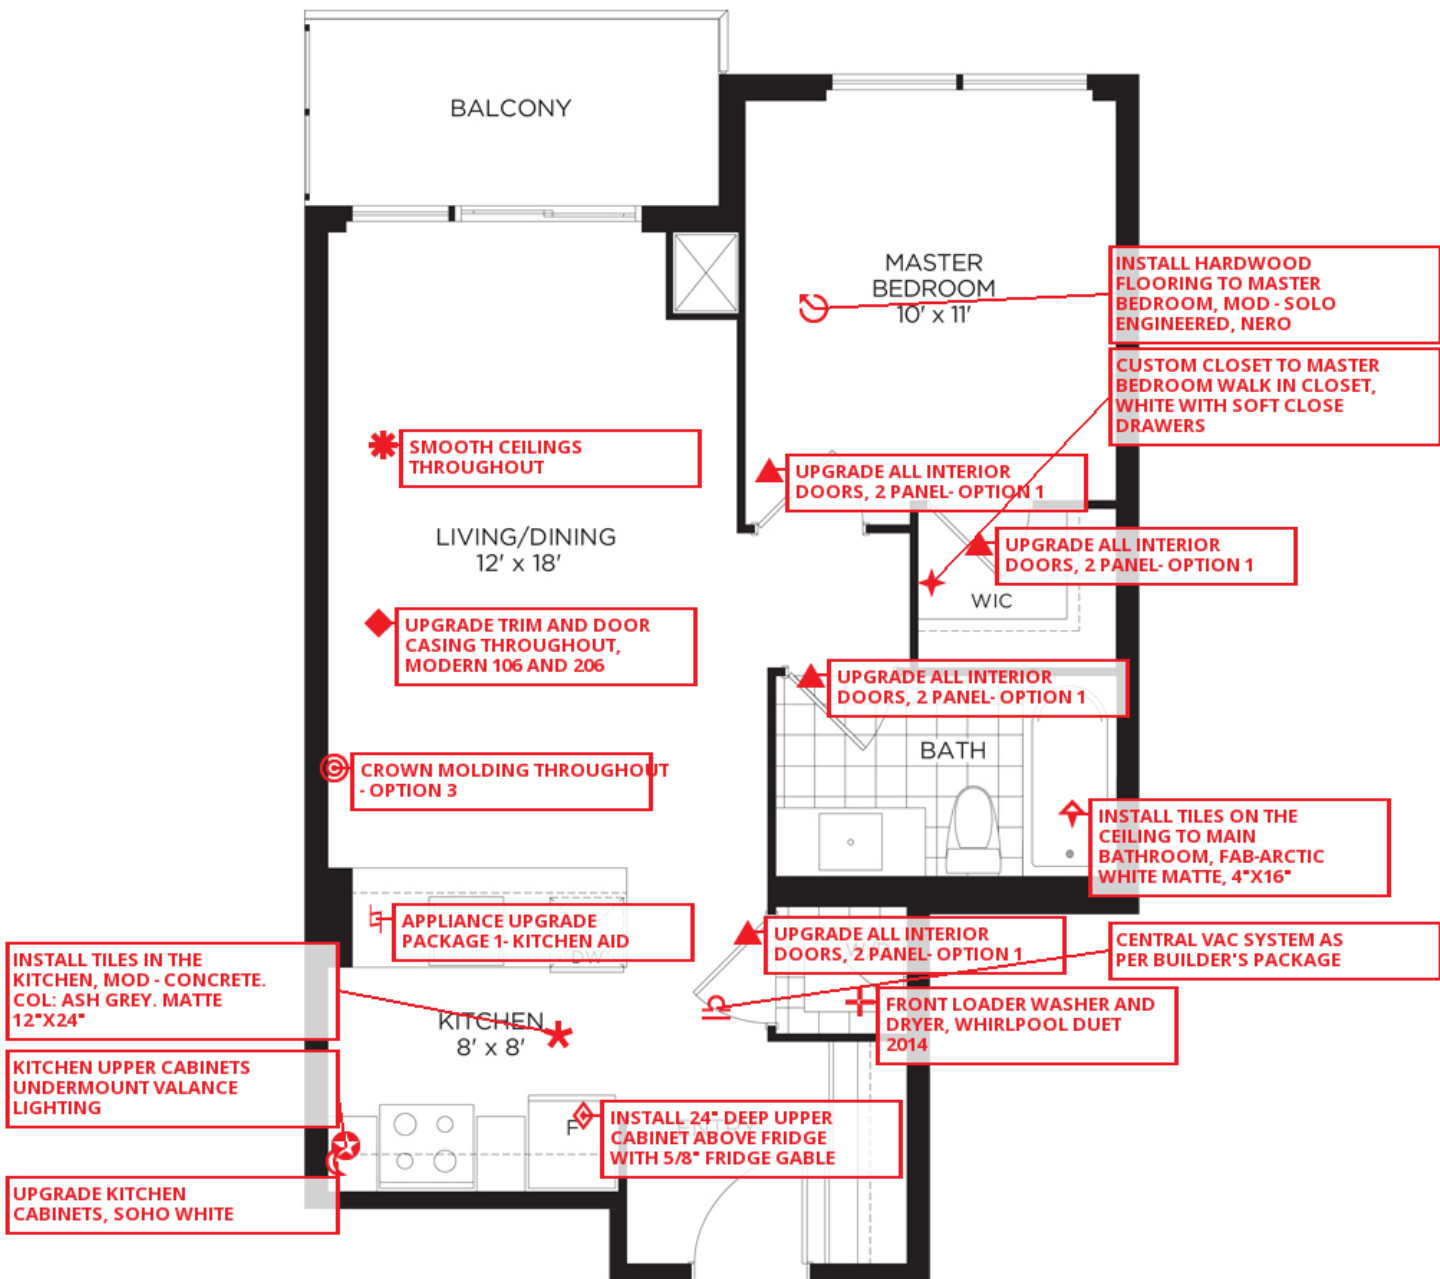 BALCONY
MASTER
BEDROOM
10' x 11'
INSTALL HARDWOOD
FLOORING TO MASTER
BEDROOM, MOD - SOLO
ENGINEERED, NERO
CUSTOM CLOSET TO MASTER
BEDROOM WALK IN CLOSET,
WHITE WITH SOFT CLOSE
DRAWERS
SMOOTH CEILINGS
THROUGHOUT
UPGRADE ALL INTERIOR
DOORS, 2 PANEL- OPTION 1
LIVING/DINING
12' x 18'
UPGRADE ALL INTERIOR
DOORS, 2 PANEL- OPTION 1
WIC
UPGRADE TRIM AND DOOR
CASING THROUGHOUT,
MODERN 106 AND 206
UPGRADE ALL INTERIOR
DOORS, 2 PANEL- OPTION 1
BATH
CROWN MOLDING THROUGHOUT
- OPTION 3
INSTALL TILES ON THE
CEILING TO MAIN
BATHROOM, FAB-ARCTIC
WHITE MATTE, 4"X16"
APPLIANCE UPGRADE
PACKAGE 1- KITCHEN AID
DW
UPGRADE ALL INTERIOR
DOORS, 2 PANEL- OPTION 1
CENTRAL VAC SYSTEM AS
PER BUILDER'S PACKAGE
INSTALL TILES IN THE
KITCHEN, MOD - CONCRETE.
COL: ASH GREY. MATTE
12"X24"
KITCHEN
8' x 8'
FRONT LOADER WASHER AND
DRYER, WHIRLPOOL DUET
2014
KITCHEN UPPER CABINETS
UNDERMOUNT VALANCE
LIGHTING
F
INSTALL 24" DEEP UPPER
CABINET ABOVE FRIDGE
WITH 5/8" FRIDGE GABLE
ENTRY
UPGRADE KITCHEN
CABINETS, SOHO WHITE